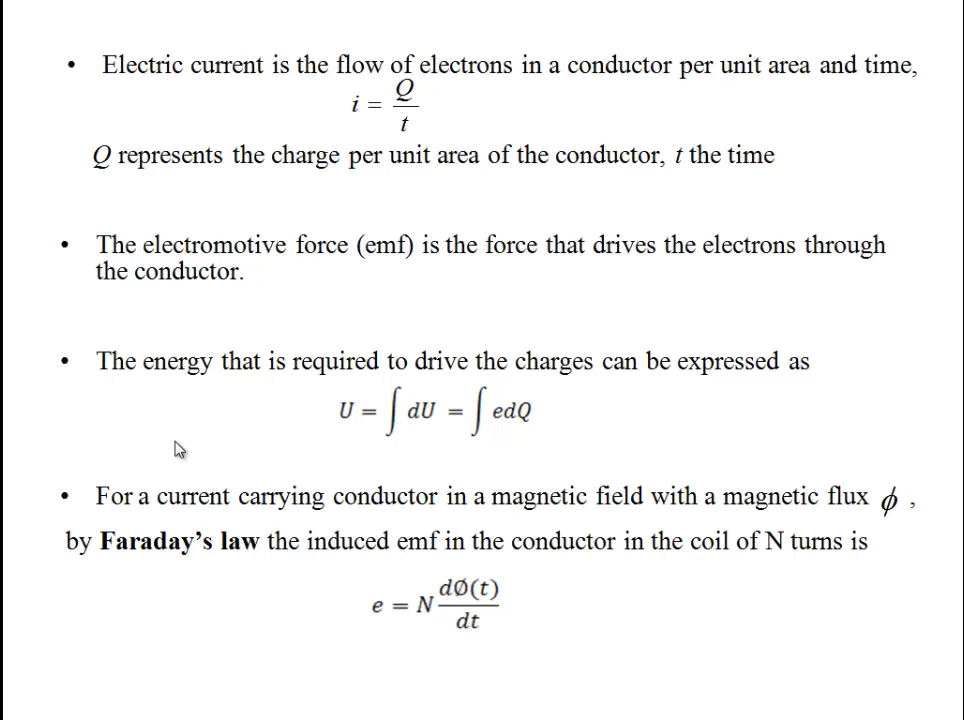 • Electric current is the flow of electrons in a conductor per unit area and time,
i = Q/t
Q represents the charge per unit area of the conductor, t the time
• The electromotive force (emf) is the force that drives the electrons through
the conductor.
• The energy that is required to drive the charges can be expressed as
U = ∫ dU = ∫ edQ
• For a current carrying conductor in a magnetic field with a magnetic flux ϕ ,
by Faraday’s law the induced emf in the conductor in the coil of N turns is
e = N dØ(t)/dt